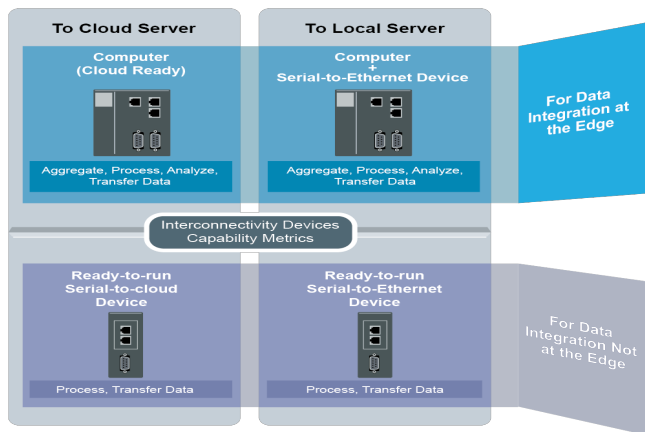 To Cloud Server
To Local Server
Computer
(Cloud Ready)
Aggregate, Process, Analyze,
Transfer Data
Computer
+
Serial-to-Ethernet Device
Aggregate, Process, Analyze,
Transfer Data
For Data
Integration at
the Edge
Interconnectivity Devices
Capability Metrics
Ready-to-run
Serial-to-cloud
Device
Process, Transfer Data
Ready-to-run
Serial-to-Ethernet
Device
Process, Transfer Data
For Data
Integration Not
at the Edge